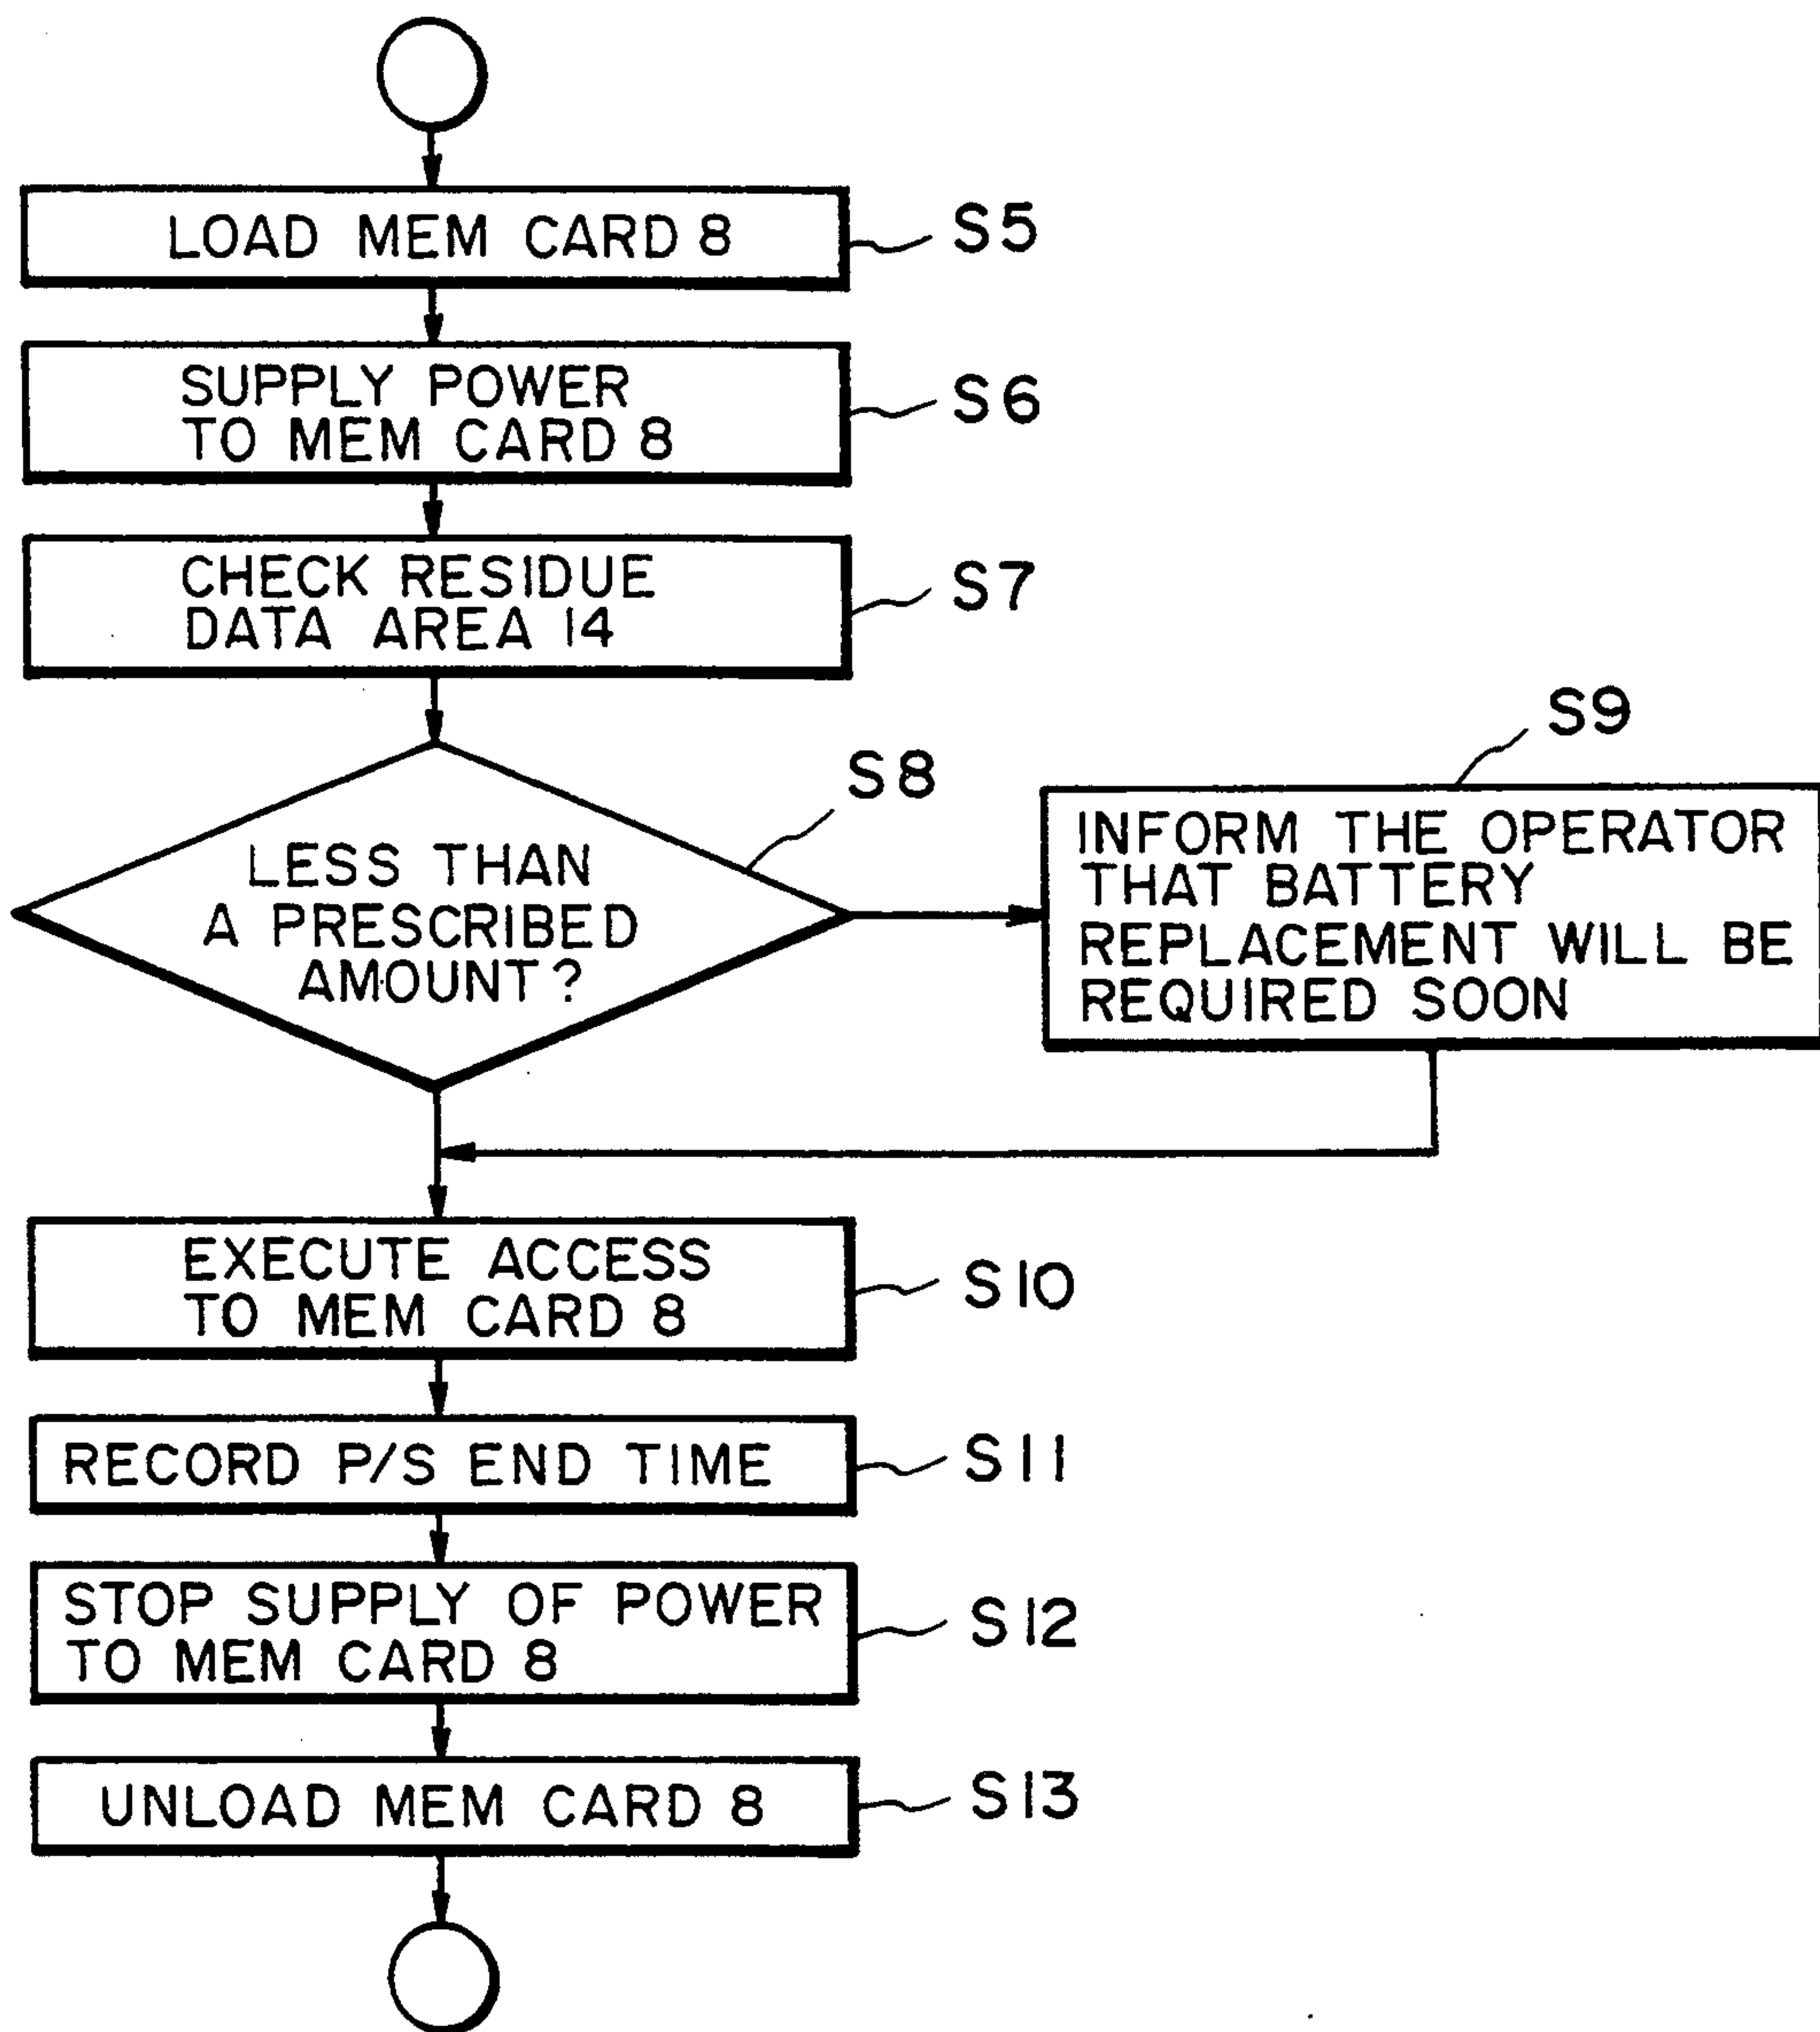 LOAD MEM CARD 8
S5
SUPPLY POWER
TO MEM CARD 8
S6
CHECK RESIDUE
DATA AREA 14
S7
LESS THAN
A PRESCRIBED
AMOUNT?
S8
S9
INFORM THE OPERATOR
THAT BATTERY
REPLACEMENT WILL BE
REQUIRED SOON
EXECUTE ACCESS
TO MEM CARD 8
S10
RECORD P/S END TIME
S11
STOP SUPPLY OF POWER
TO MEM CARD 8
S12
UNLOAD MEM CARD 8
S13